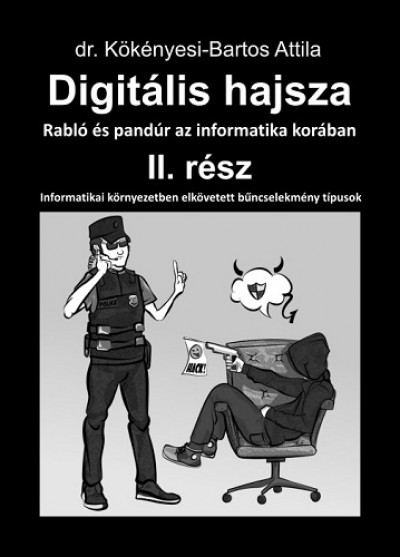 dr. Kökényesi-Bartos Attila
Digitális hajsza
Rabló és pandúr az informatika korában
II. rész
Informatikai környezetben elkövetett bűncselekmény típusok
POLICE
HACK!